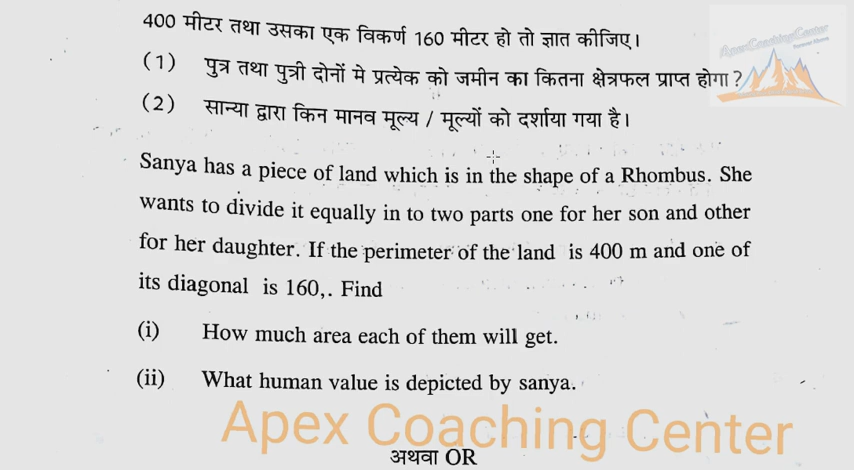 400 मीटर तथा उसका एक विकर्ण 160 मीटर हो तो ज्ञात कीजिए।
(1) पुत्र तथा पुत्री दोनों मे प्रत्येक को जमीन का कितना क्षेत्रफल प्राप्त होगा?
(2) सान्या द्वारा किन मानव मूल्य / मूल्यों को दर्शाया गया है।
Sanya has a piece of land which is in the shape of a Rhombus. She
wants to divide it equally in to two parts one for her son and other
for her daughter. If the perimeter of the land is 400 m and one of
its diagonal is 160,. Find
(i) How much area each of them will get.
(ii) What human value is depicted by sanya.
Apex Coaching Center
अथवा OR
ApexCoachingCenter